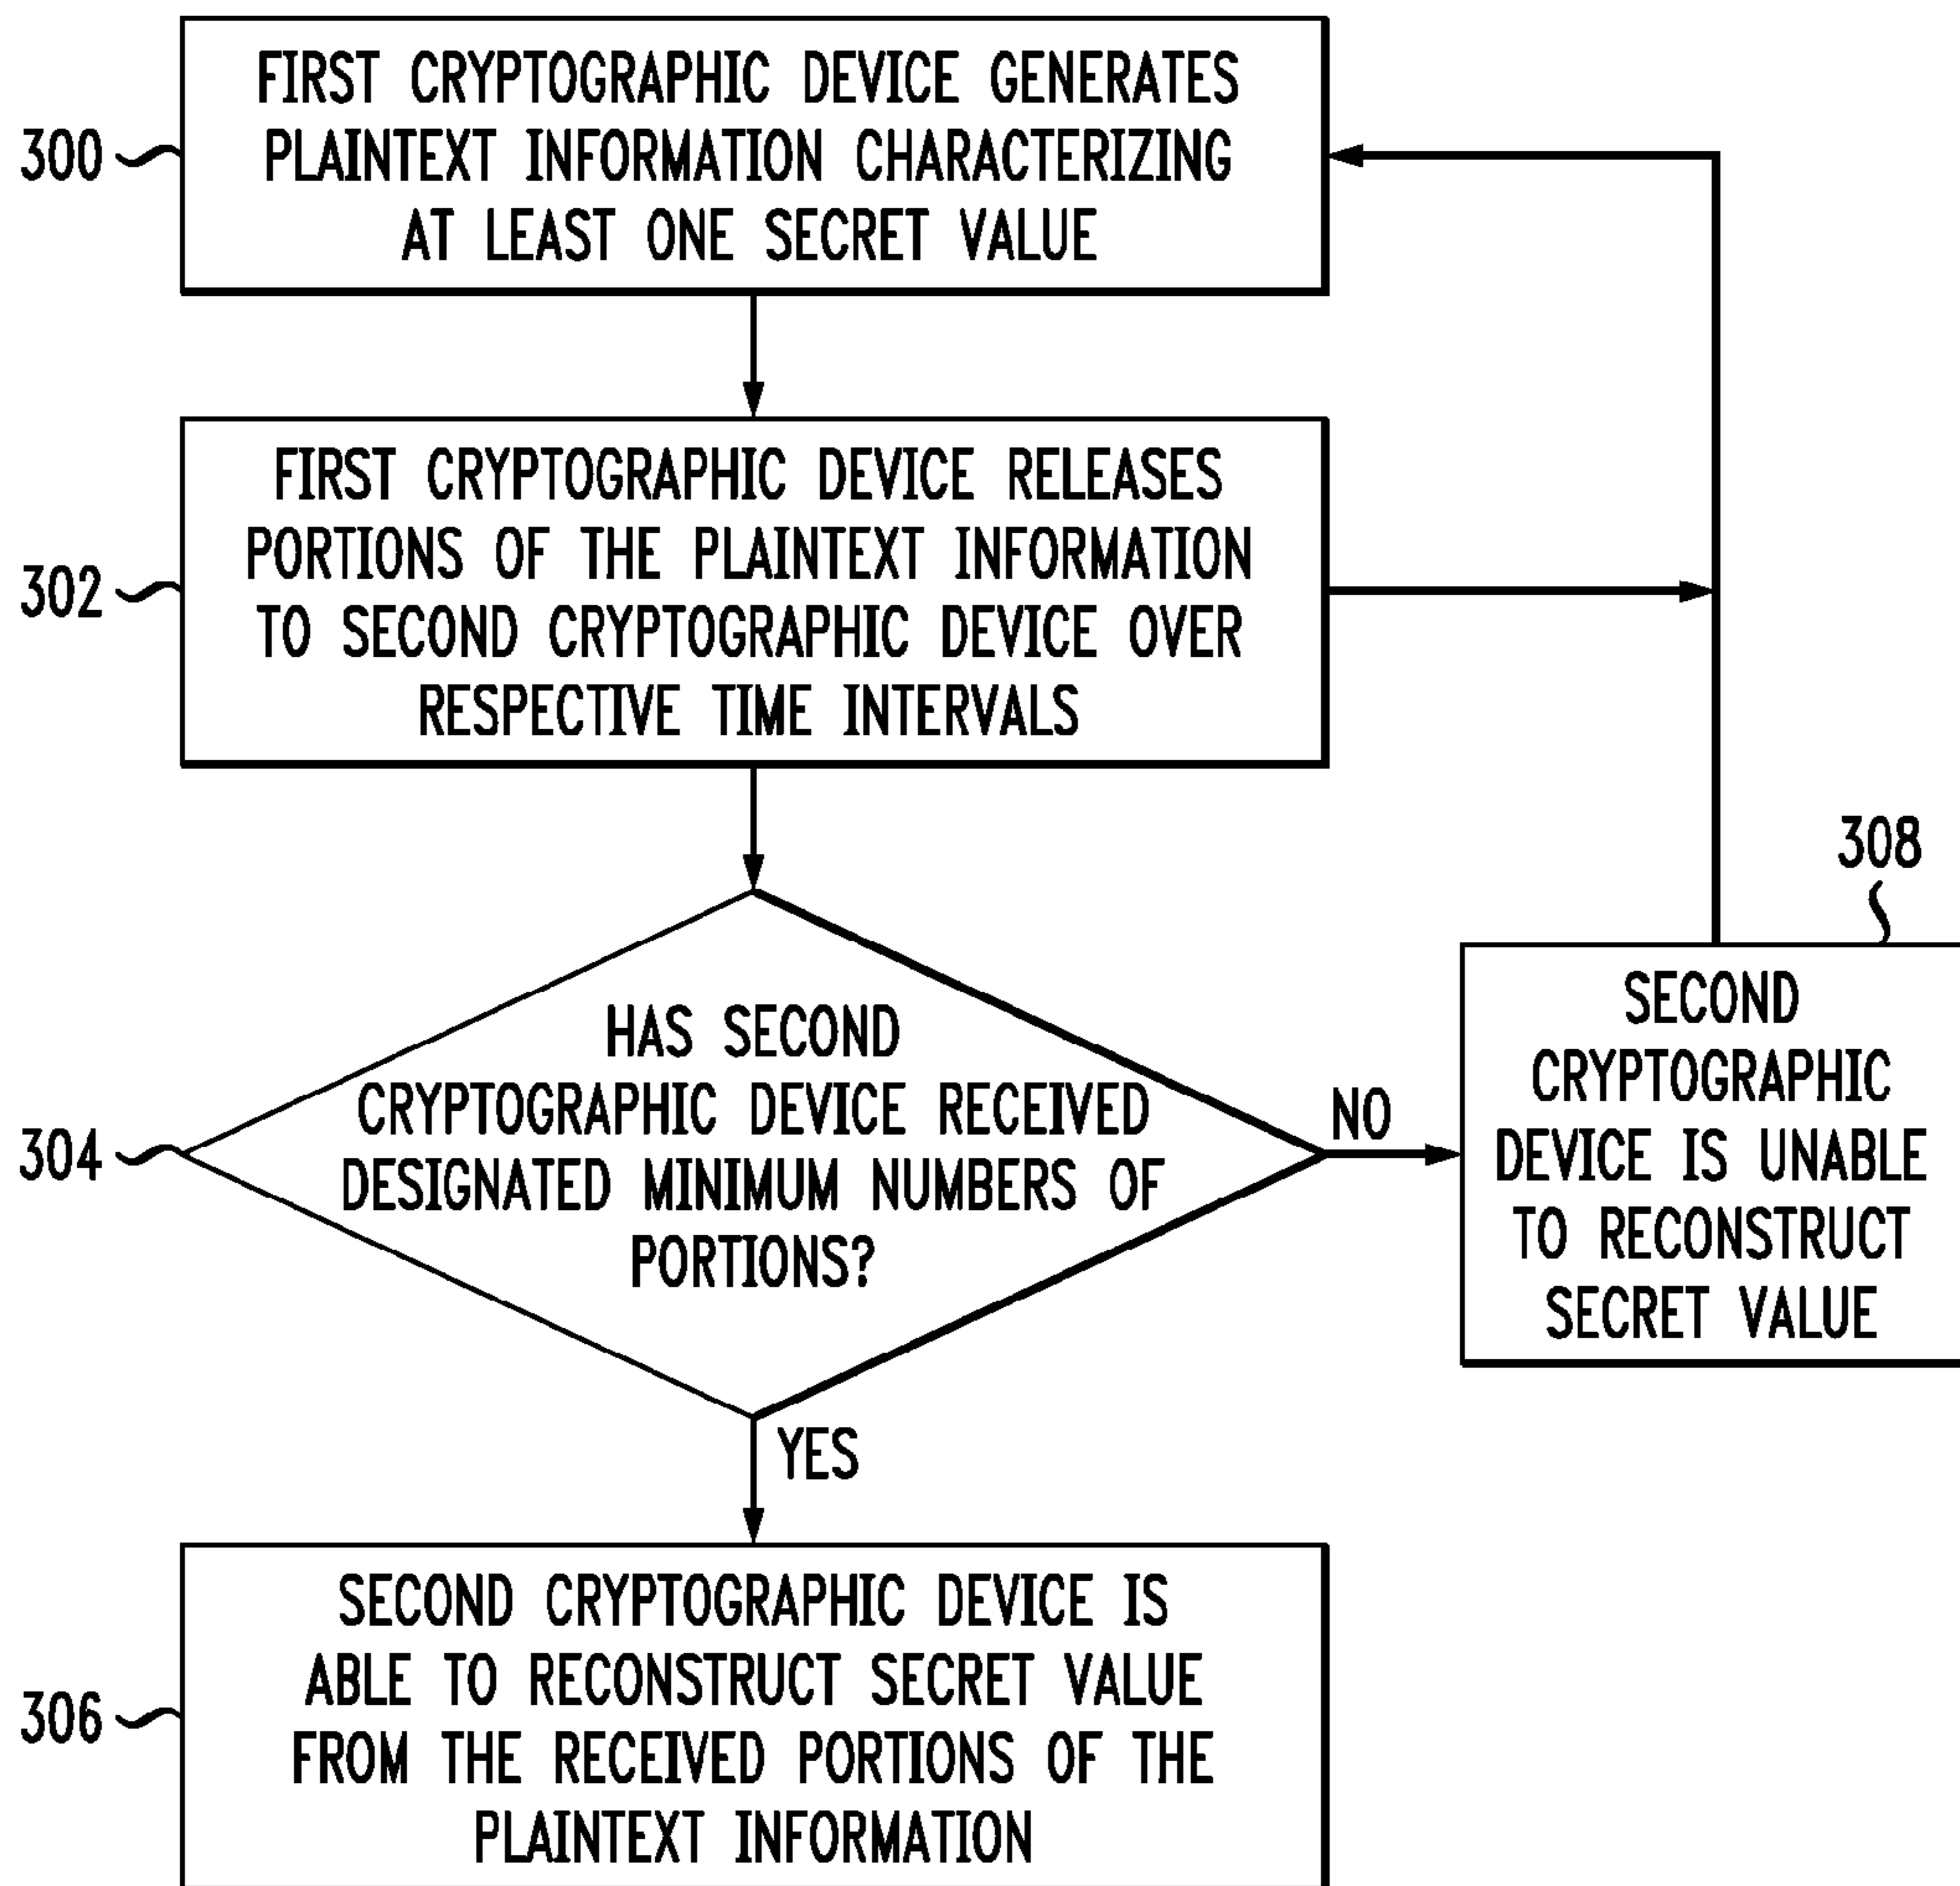 300
FIRST CRYPTOGRAPHIC DEVICE GENERATES
PLAINTEXT INFORMATION CHARACTERIZING
AT LEAST ONE SECRET VALUE
302
FIRST CRYPTOGRAPHIC DEVICE RELEASES
PORTIONS OF THE PLAINTEXT INFORMATION
TO SECOND CRYPTOGRAPHIC DEVICE OVER
RESPECTIVE TIME INTERVALS
304
HAS SECOND
CRYPTOGRAPHIC DEVICE RECEIVED
DESIGNATED MINIMUM NUMBERS OF
PORTIONS?
NO
308
SECOND
CRYPTOGRAPHIC
DEVICE IS UNABLE
TO RECONSTRUCT
SECRET VALUE
YES
306
SECOND CRYPTOGRAPHIC DEVICE IS
ABLE TO RECONSTRUCT SECRET VALUE
FROM THE RECEIVED PORTIONS OF THE
PLAINTEXT INFORMATION